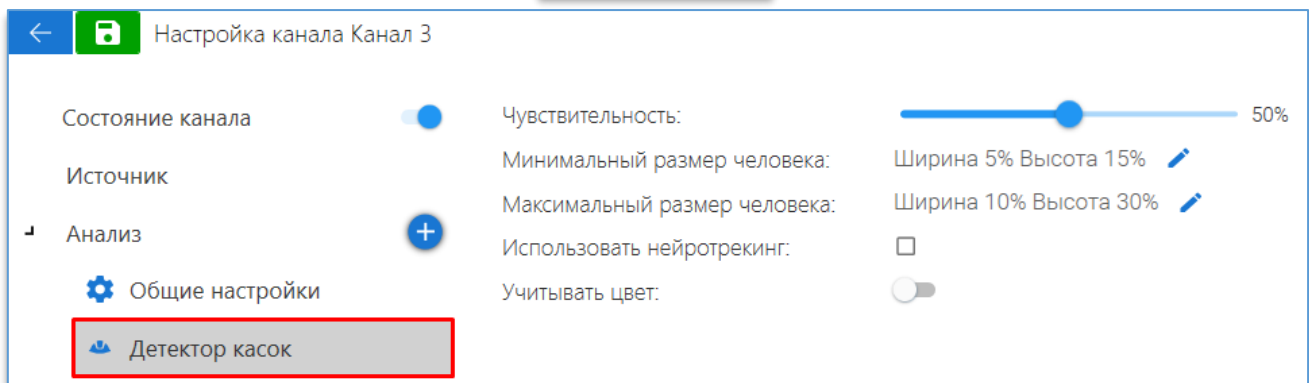 Настройка канала Канал 3
Состояние канала
Источник
Анализ
Общие настройки
Детектор касок
Чувствительность: 50%
Минимальный размер человека: Ширина 5% Высота 15%
Максимальный размер человека: Ширина 10% Высота 30%
Использовать нейротрекинг:
Учитывать цвет: